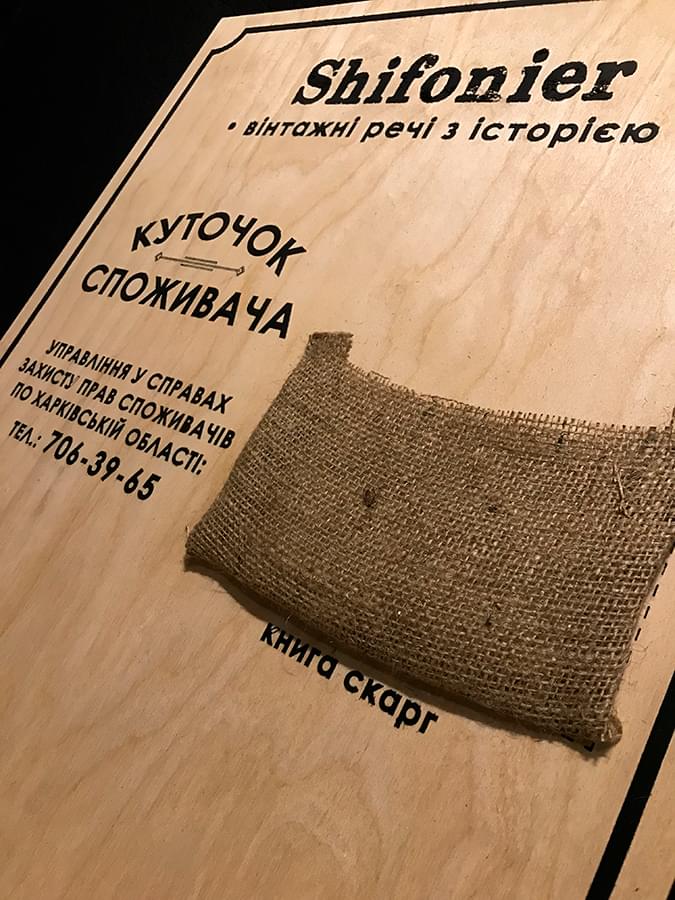 Shifonier
• вінтажні речі з історією
КУТОЧОК
СПОЖИВАЧА
УПРАВЛІННЯ У СПРАВАХ
ЗАХИСТУ ПРАВ СПОЖИВАЧІВ
ПО ХАРКІВСЬКІЙ ОБЛАСТІ:
ТЕЛ.: 706-39-65
книга скарг